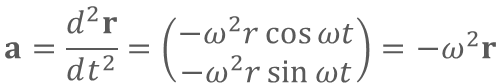 𝐚 = d²𝐫/dt² = (−ω²r cos ωt; −ω²r sin ωt) = −ω²𝐫